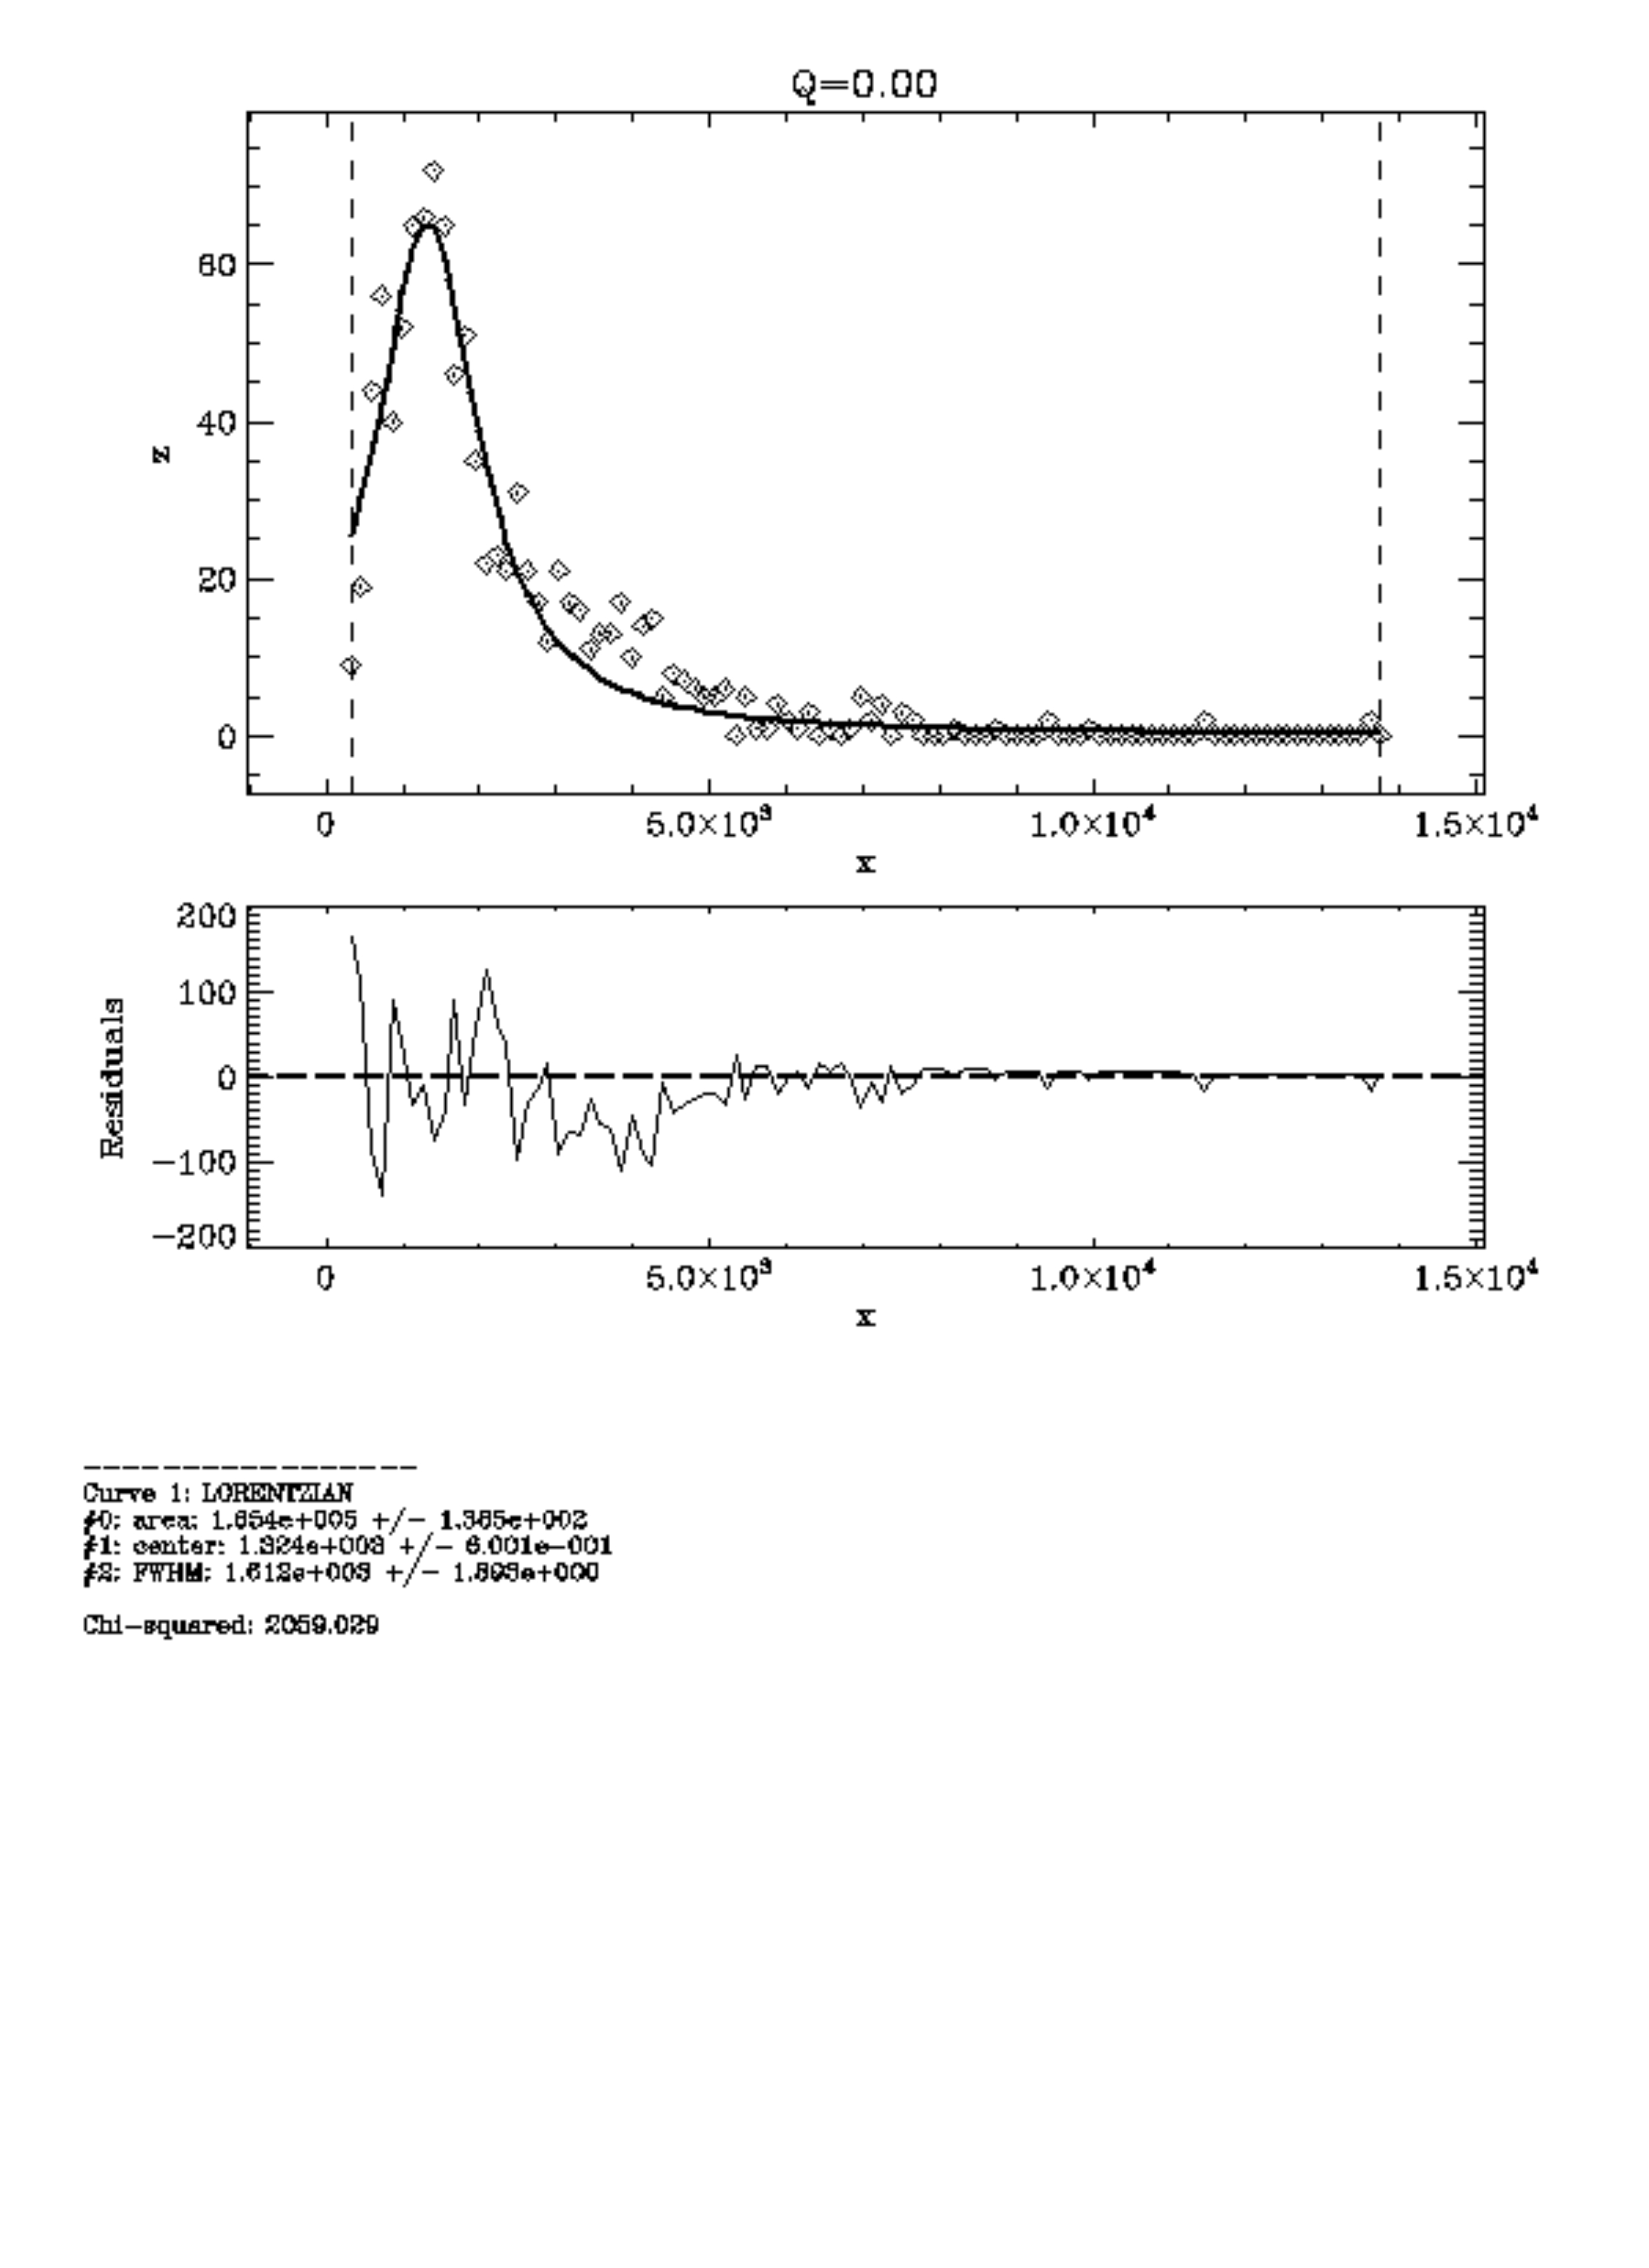 Q=0.00
60
40
20
0
z
0 5.0×10³ 1.0×10⁴ 1.5×10⁴
x
200
100
0
−100
−200
Residuals
0 5.0×10³ 1.0×10⁴ 1.5×10⁴
x
Curve 1: LORENTZIAN
#0: area: 1.654e+005 +/− 1.365e+002
#1: center: 1.324e+003 +/− 6.001e−001
#2: FWHM: 1.612e+003 +/−
Chi−squared: 2059.029